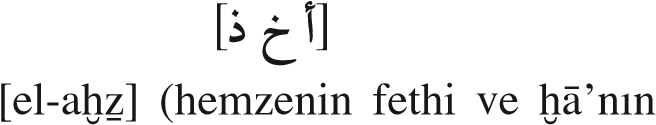 [أ خ ذ]
[el-aḫẕ] (hemzenin fethi ve ḫā’nın